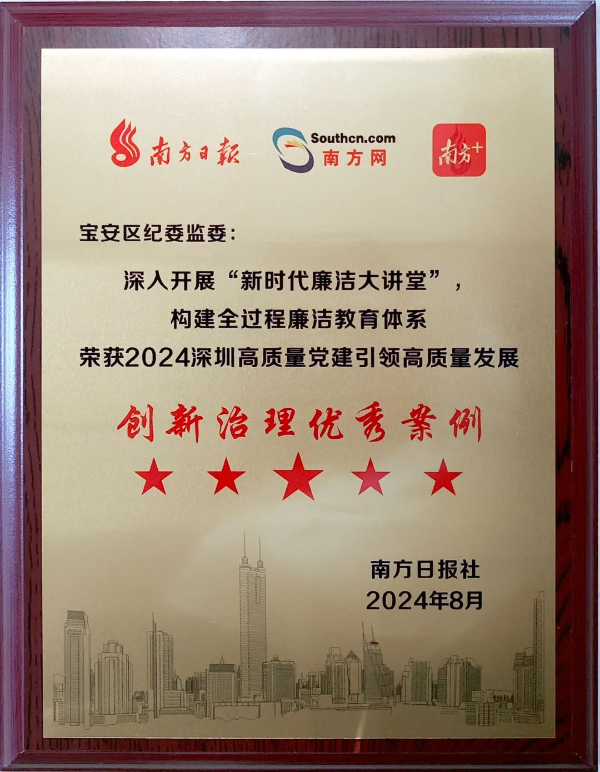 南方日报
Southcn.com
南方网
南方+
宝安区纪委监委：
深入开展“新时代廉洁大讲堂”，
构建全过程廉洁教育体系
荣获2024深圳高质量党建引领高质量发展
创新治理优秀案例
南方日报社
2024年8月